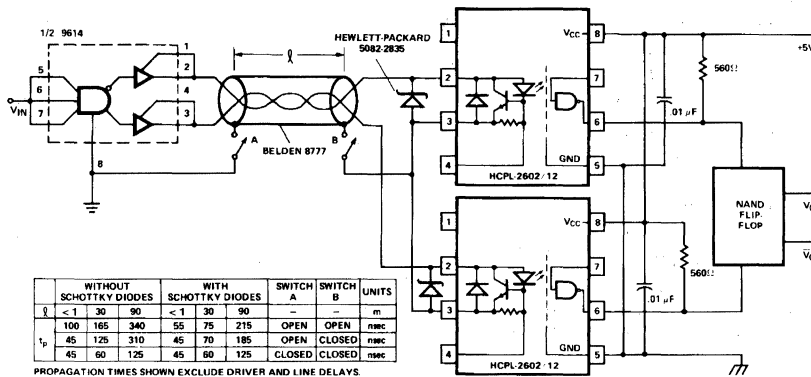 1/2 9614
1
2
4
3
5
6
7
V_IN
8
ℓ
A
B
BELDEN 8777
HEWLETT-PACKARD
5082-2835
1
2
3
4
V_CC
8
7
6
GND
5
HCPL-2602/12
1
2
3
4
V_CC
8
7
6
GND
5
HCPL-2602/12
+5V
560Ω
.01 µF
560Ω
.01 µF
NAND
FLIP-
FLOP
WITHOUT SCHOTTKY DIODES WITH SCHOTTKY DIODES SWITCH A SWITCH B UNITS
ℓ < 1 30 90 < 1 30 90 – – m
t_p 100 165 340 55 75 215 OPEN OPEN nsec
45 125 310 45 70 185 OPEN CLOSED nsec
45 60 125 45 60 125 CLOSED CLOSED nsec
PROPAGATION TIMES SHOWN EXCLUDE DRIVER AND LINE DELAYS.